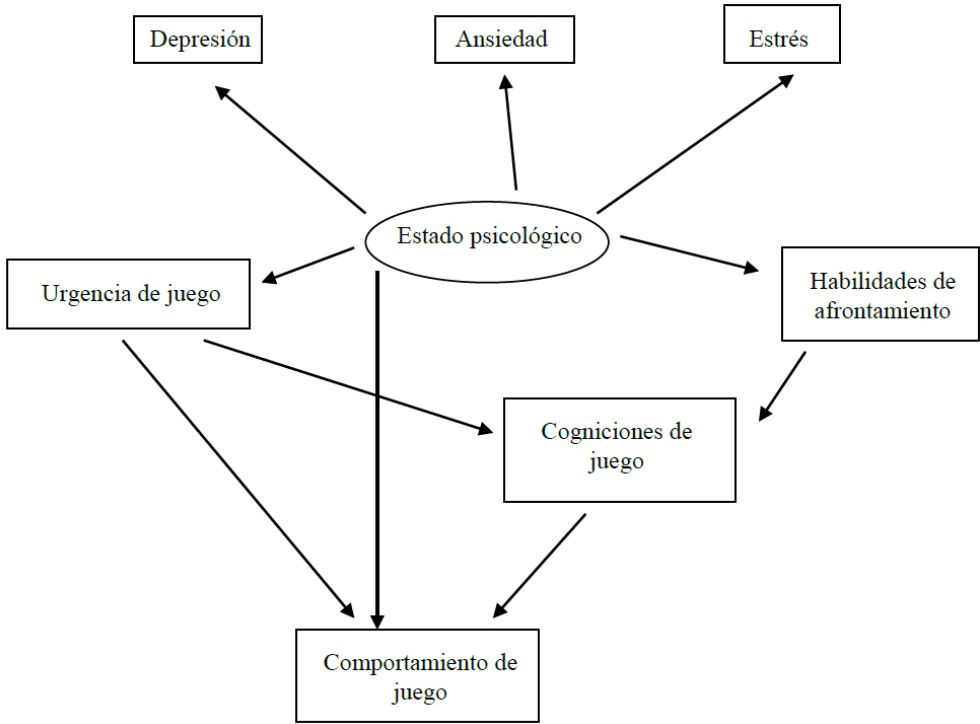 Depresión
Ansiedad
Estrés
Estado psicológico
Urgencia de juego
Habilidades de
afrontamiento
Cogniciones de
juego
Comportamiento de
juego